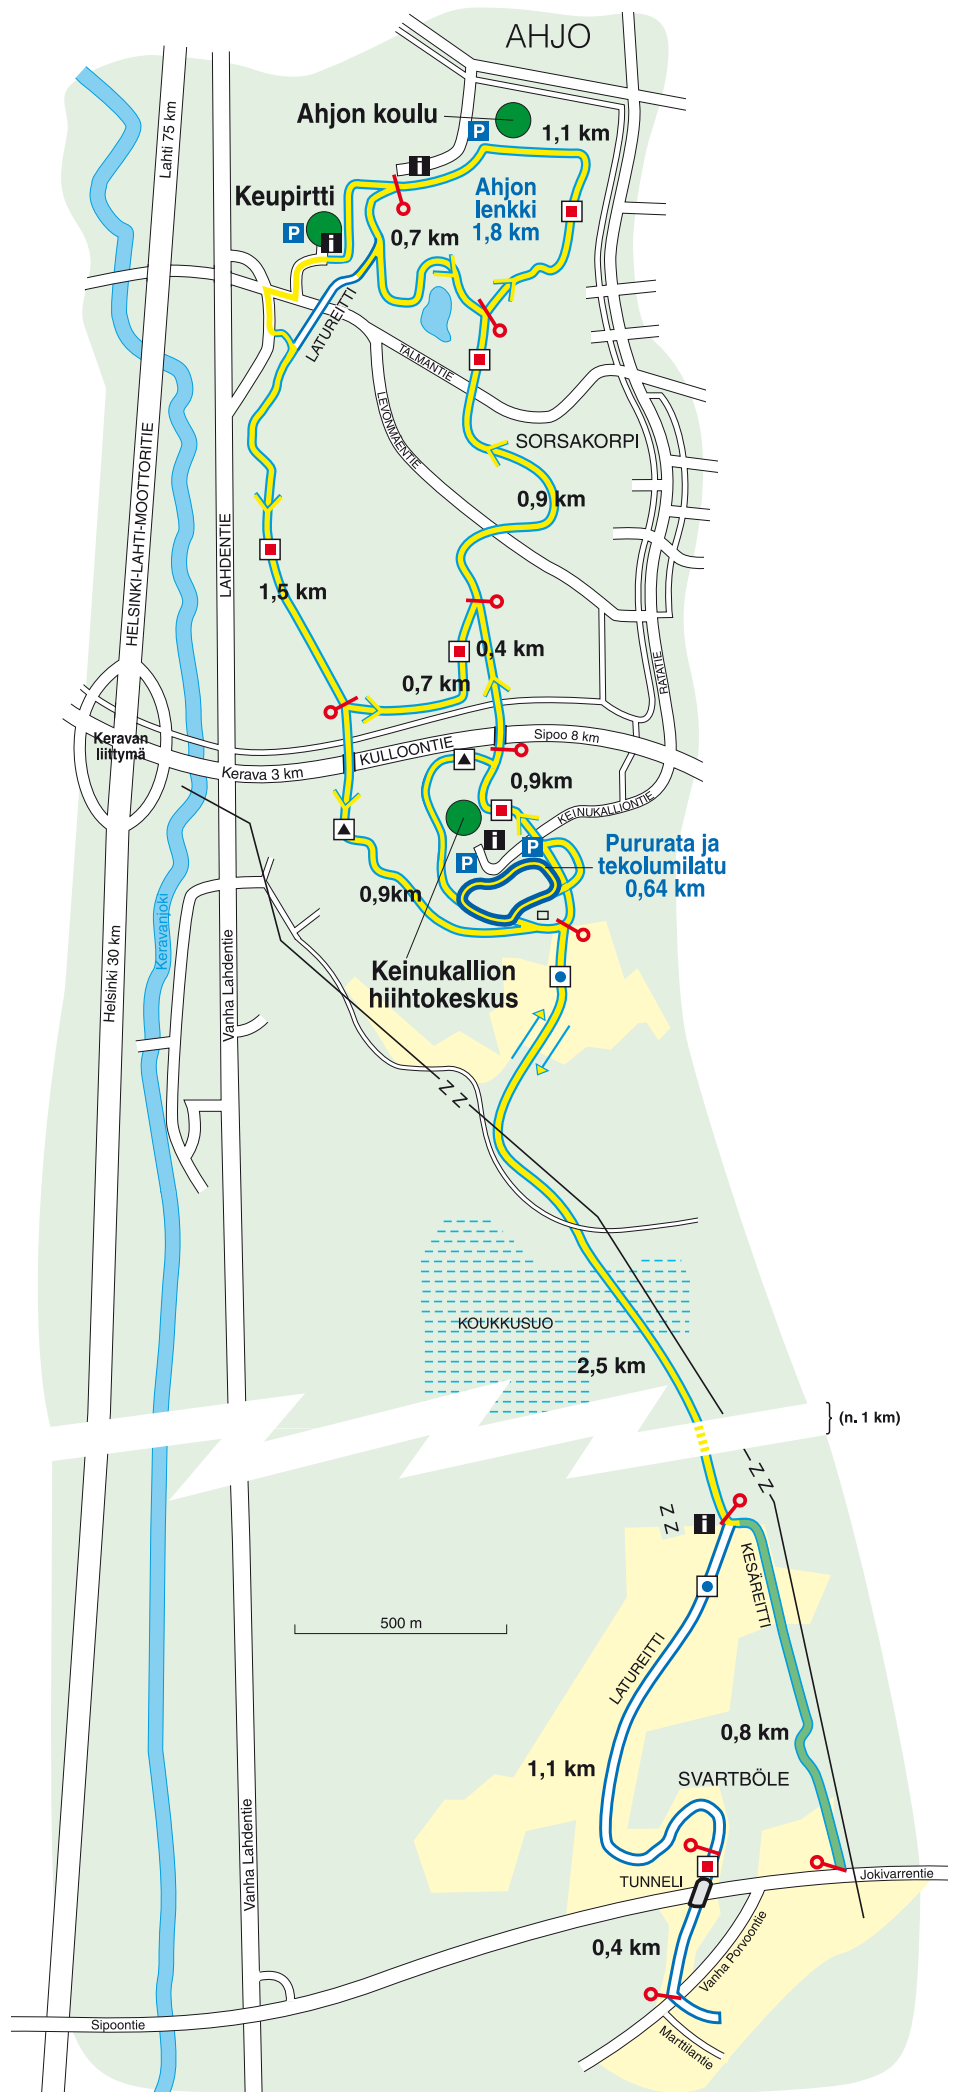 AHJO
Ahjon koulu
P
1,1 km
Lahti 75 km
i
Keupirtti
Ahjon
lenkki
1,8 km
P
i
0,7 km
LATUREITTI
TALMANTIE
LEVONMAENTIE
SORSAKORPI
HELSINKI-LAHTI-MOOTTORITIE
0,9 km
LAHDENTIE
1,5 km
0,4 km
RATATIE
0,7 km
Keravan
liittymä
KULLOONTIE
Sipoo 8 km
Kerava 3 km
0,9km
KEINUKALLIONTIE
i
P
P
Pururata ja
tekolumilatu
0,64 km
0,9km
Keravanjoki
Helsinki 30 km
Vanha Lahdentie
Keinukallion
hiihtokeskus
Z Z
KOUKKUSUO
2,5 km
(n. 1 km)
Z Z
Z Z
i
KESÄREITTI
500 m
LATUREITTI
0,8 km
1,1 km
SVARTBÖLE
Vanha Lahdentie
TUNNELI
Jokivarrentie
0,4 km
Vanha Porvoontie
Sipoontie
Marttilantie